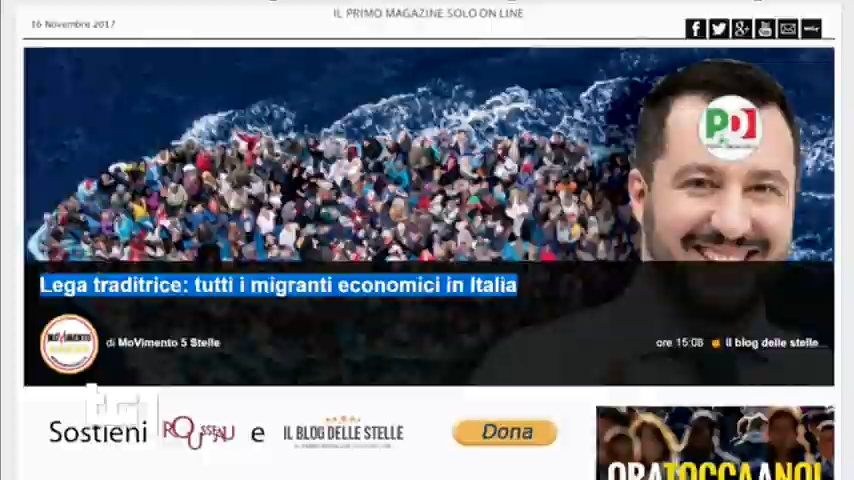 IL PRIMO MAGAZINE SOLO ON LINE
16 Novembre 2017
PD
Lega traditrice: tutti i migranti economici in Italia
MOVIMENTO
di MoVimento 5 Stelle
ore 15:08
Il blog delle stelle
Sostieni ROUSSEAU e IL BLOG DELLE STELLE
Dona
ORA TOCCA A NOI